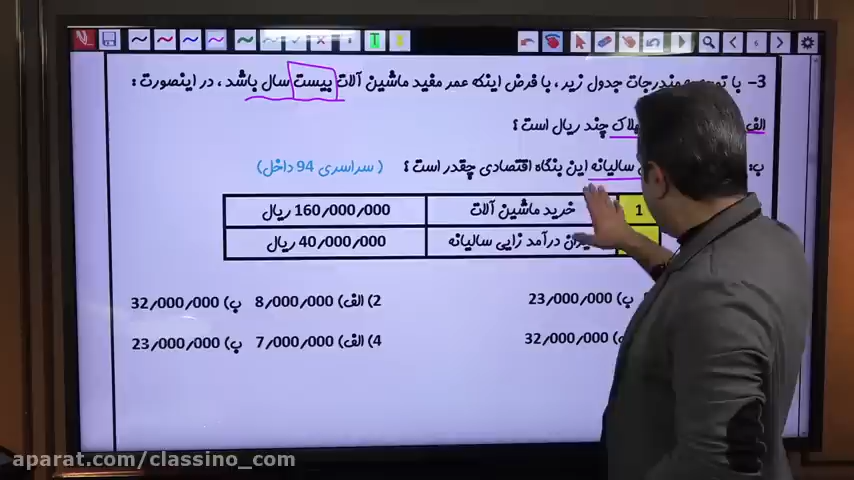 3- با توجه به مندرجات جدول زیر ، با فرض اینکه عمر مفید ماشین آلات بیست سال باشد ، در اینصورت :
الف چند ریال است ؟
ب: سالیانه این بنگاه اقتصادی چقدر است ؟ ( سراسری 94 داخل)
1 خرید ماشین آلات 160/000/000 ریال
درآمد زایی سالیانه 40/000/000 ریال
ب) 23/000/000 2) الف) 8/000/000 ب) 32/000/000
32/000/000 4) الف) 7/000/000 ب) 23/000/000
aparat.com/classino_com